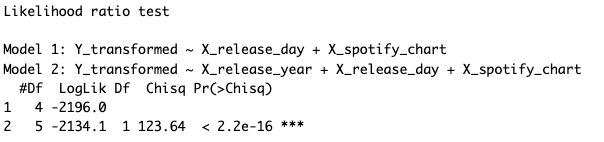 Likelihood ratio test
Model 1: Y_transformed ~ X_release_day + X_spotify_chart
Model 2: Y_transformed ~ X_release_year + X_release_day + X_spotify_chart
#Df LogLik Df Chisq Pr(>Chisq)
1 4 -2196.0
2 5 -2134.1 1 123.64 < 2.2e-16 ***